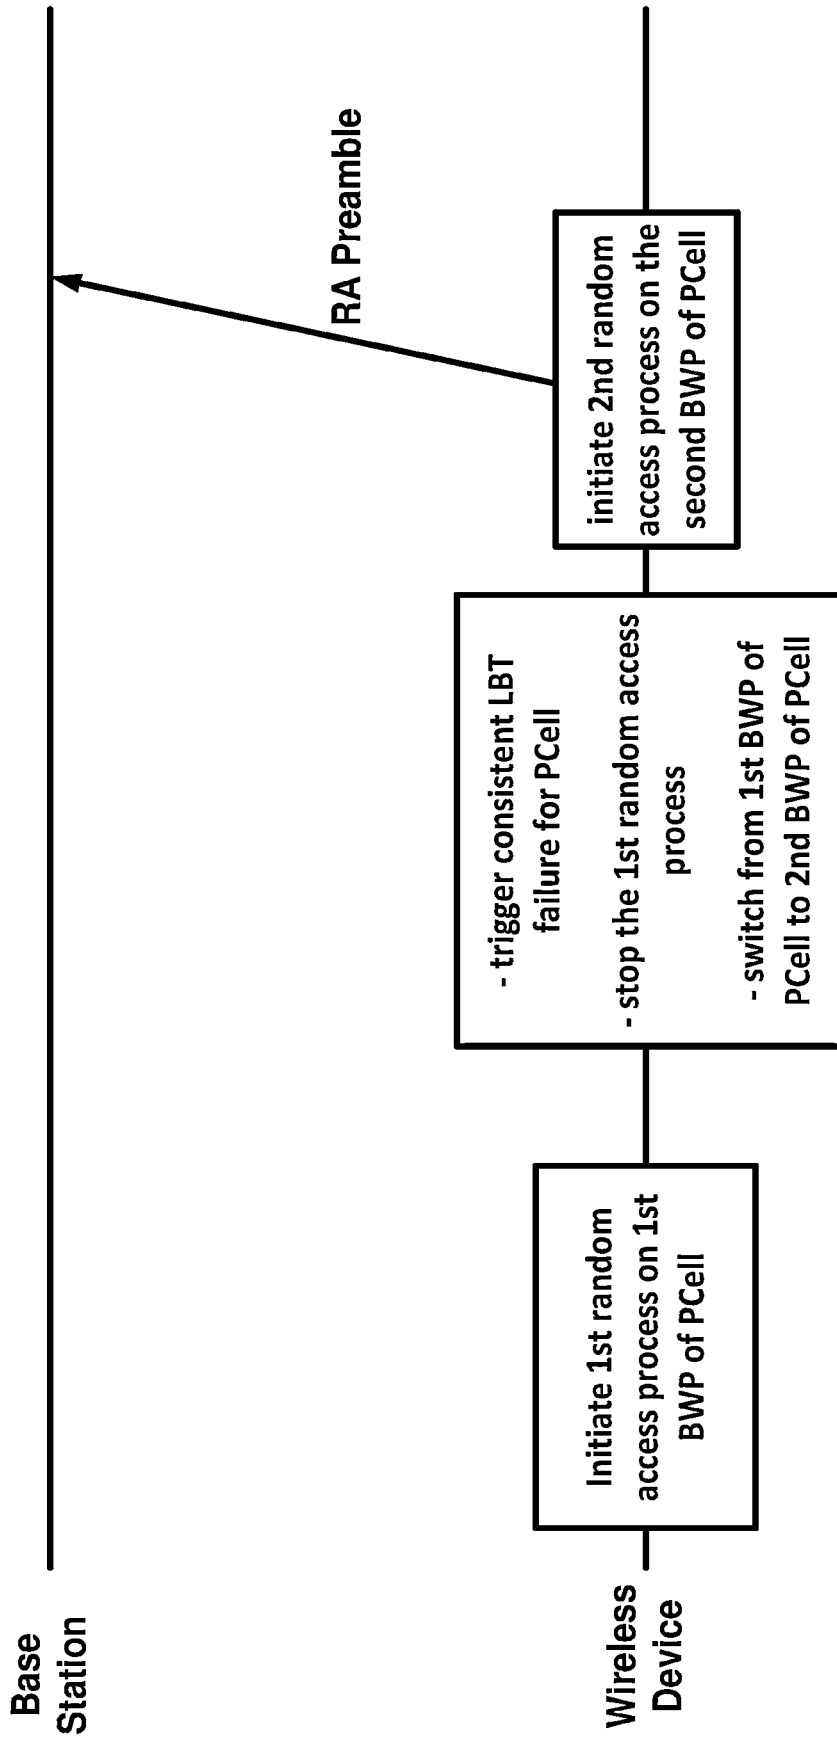 Base
Station
RA Preamble
Wireless
Device
Initiate 1st random
access process on 1st
BWP of PCell
- trigger consistent LBT
failure for PCell
- stop the 1st random access
process
- switch from 1st BWP of
PCell to 2nd BWP of PCell
initiate 2nd random
access process on the
second BWP of PCell